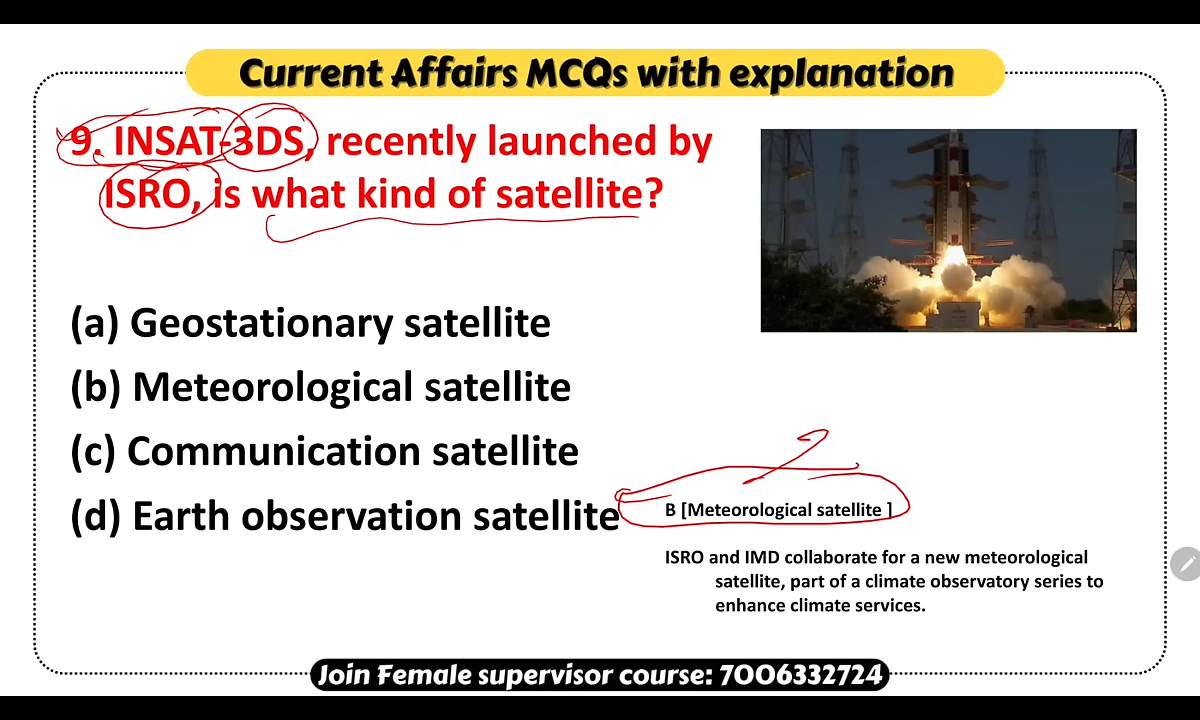 Current Affairs MCQs with explanation
9. INSAT-3DS, recently launched by
ISRO, is what kind of satellite?
(a) Geostationary satellite
(b) Meteorological satellite
(c) Communication satellite
(d) Earth observation satellite
B [Meteorological satellite ]
ISRO and IMD collaborate for a new meteorological
satellite, part of a climate observatory series to
enhance climate services.
Join Female supervisor course: 7006332724